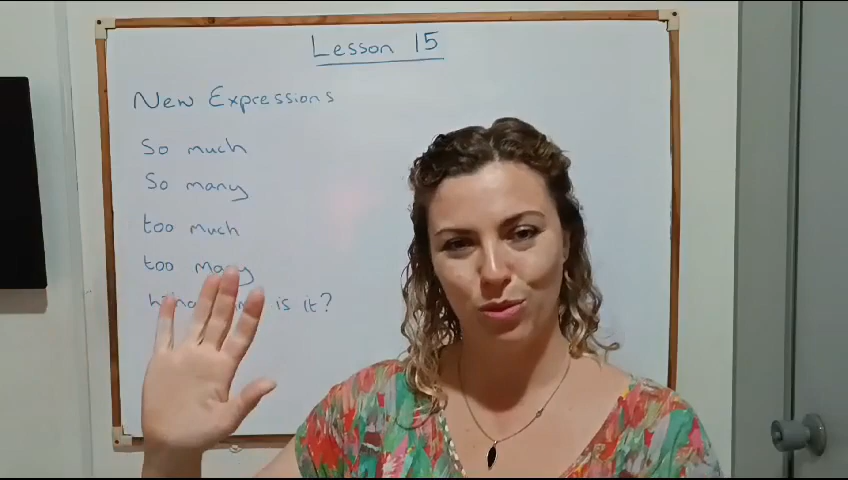 Lesson 15
New Expressions
So much
So many
too much
too many
is it?